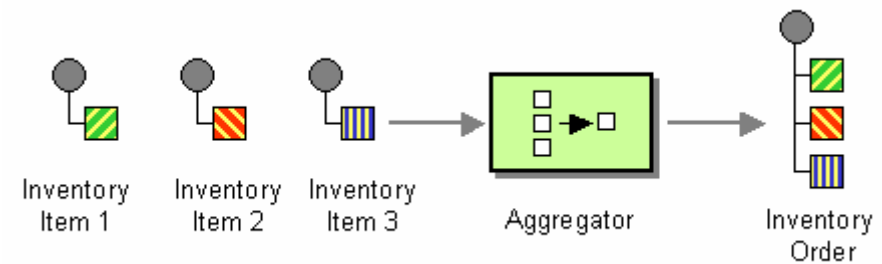 Inventory
Item 1
Inventory
Item 2
Inventory
Item 3
Aggregator
Inventory
Order